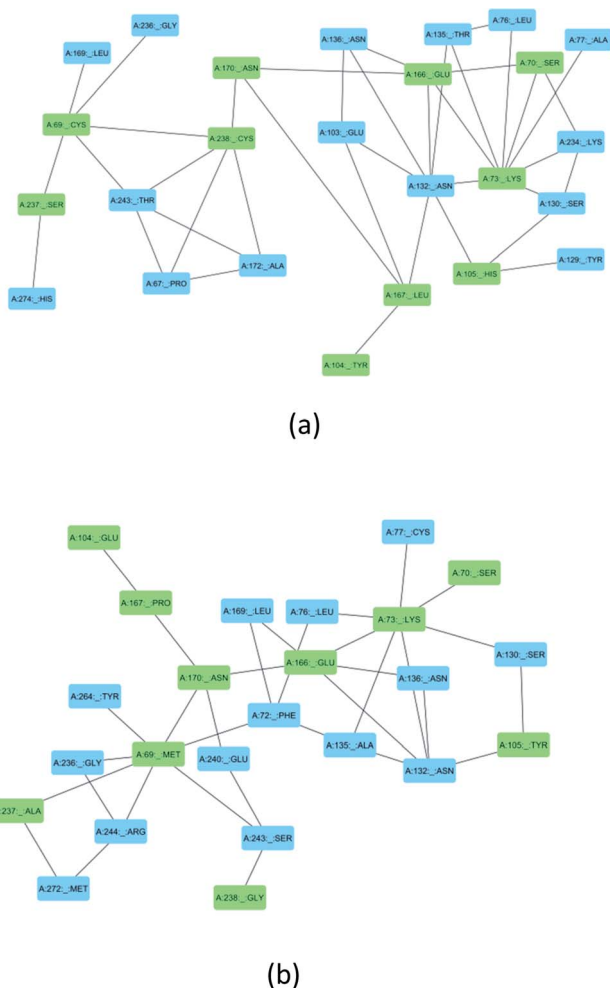 A:236:_:GLY
A:169:_:LEU
A:69:_:CYS
A:238:_:CYS
A:237:_:SER
A:243:_:THR
A:274:_:HIS
A:67:_:PRO
A:172:_:ALA
A:170:_:ASN
A:136:_:ASN
A:135:_:THR
A:76:_:LEU
A:77:_:ALA
A:166:_:GLU
A:70:_:SER
A:103:_:GLU
A:234:_:LYS
A:132:_:ASN
A:73:_:LYS
A:130:_:SER
A:129:_:TYR
A:105:_:HIS
A:167:_:LEU
A:104:_:TYR
(a)
A:104:_:GLU
A:77:_:CYS
A:70:_:SER
A:167:_:PRO
A:169:_:LEU
A:76:_:LEU
A:73:_:LYS
A:130:_:SER
A:166:_:GLU
A:170:_:ASN
A:136:_:ASN
A:264:_:TYR
A:72:_:PHE
A:69:_:MET
A:135:_:ALA
A:105:_:TYR
A:236:_:GLY
A:240:_:GLU
A:132:_:ASN
:237:_:ALA
A:244:_:ARG
A:243:_:SER
A:272:_:MET
A:238:_:GLY
(b)